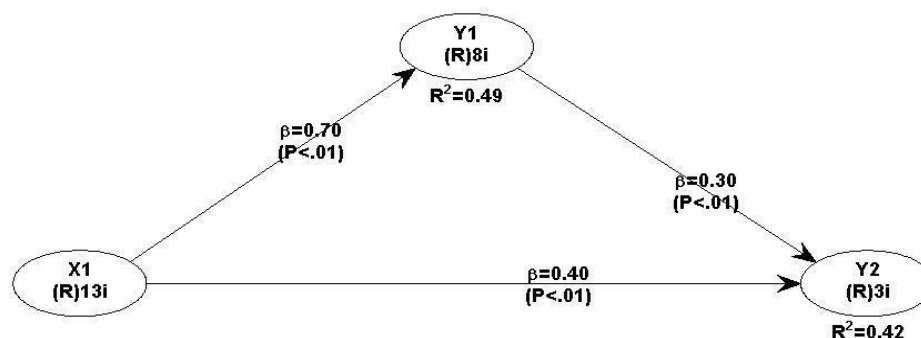 Y1
(R)8i
R²=0.49
β=0.70
(P<.01)
β=0.30
(P<.01)
X1
(R)13i
β=0.40
(P<.01)
Y2
(R)3i
R²=0.42